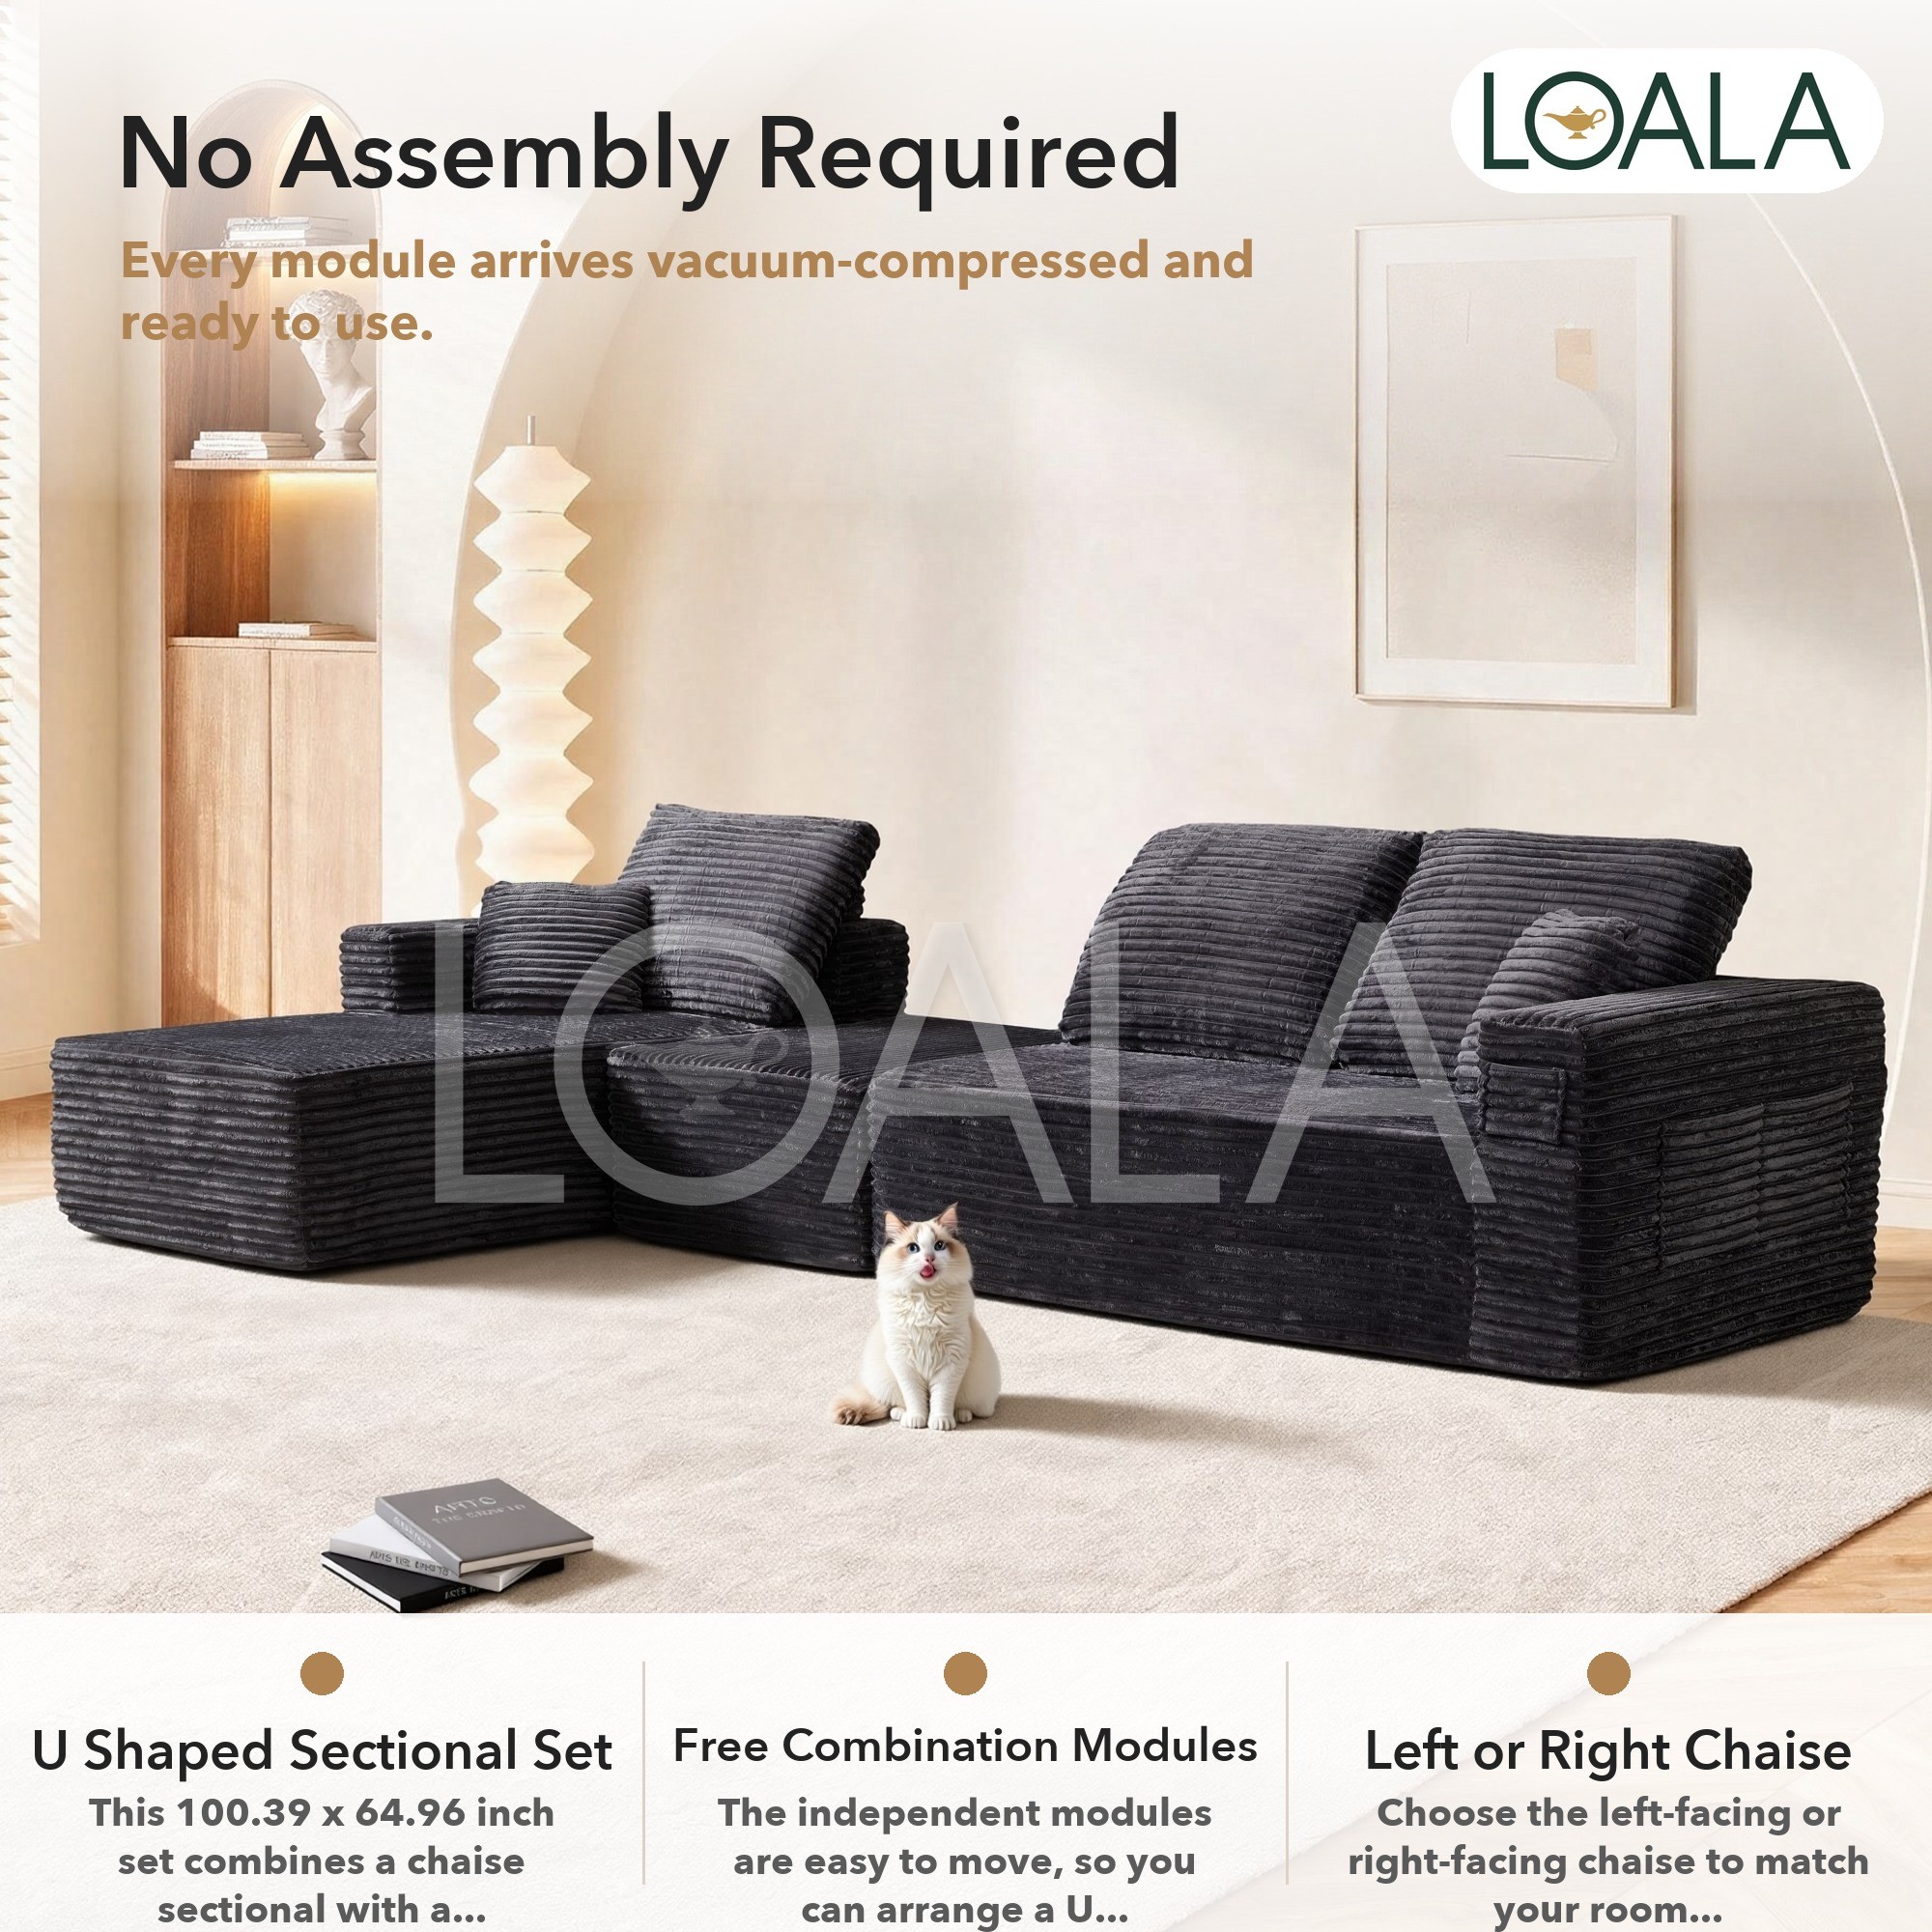 LOALA
No Assembly Required
Every module arrives vacuum-compressed and
ready to use.
LOALA
ARTS
U Shaped Sectional Set
This 100.39 x 64.96 inch
set combines a chaise
sectional with a...
Free Combination Modules
The independent modules
are easy to move, so you
can arrange a U...
Left or Right Chaise
Choose the left-facing or
right-facing chaise to match
your room...